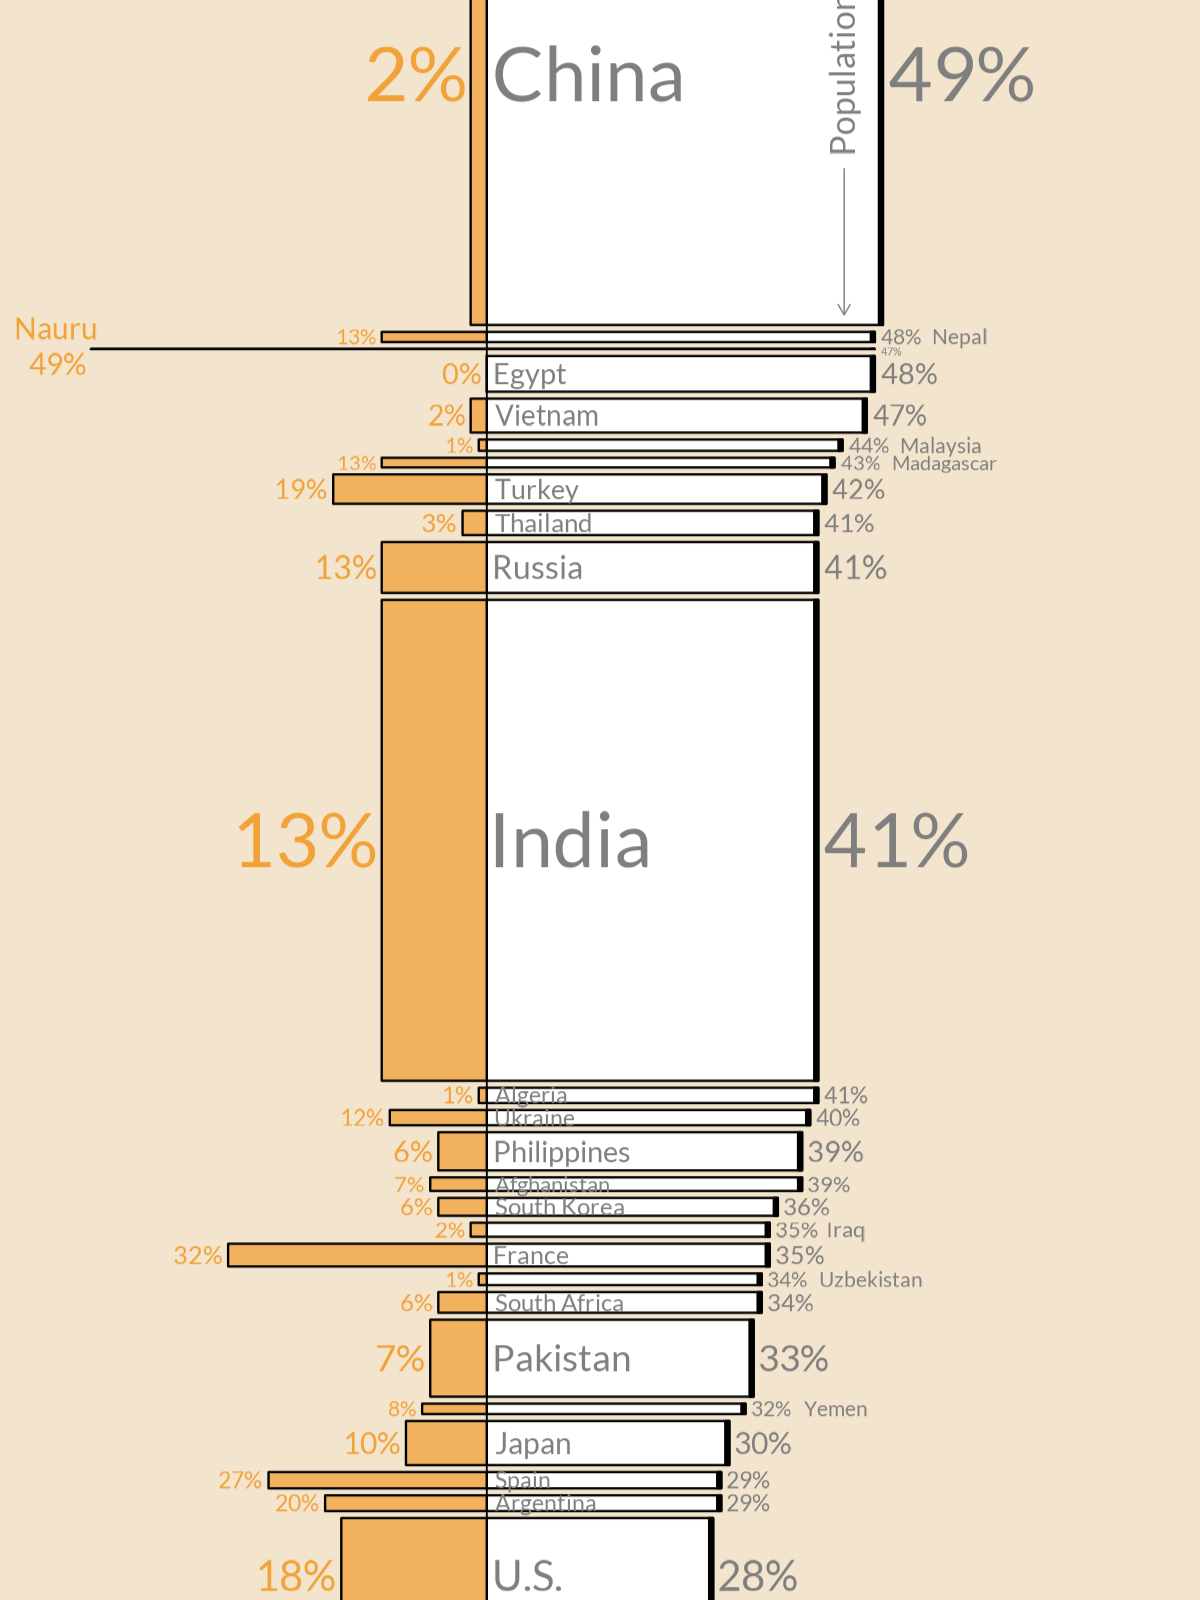 2% China Population 49%
13% 48% Nepal
Nauru
49% 47%
0% Egypt 48%
2% Vietnam 47%
1% 44% Malaysia
13% 43% Madagascar
19% Turkey 42%
3% Thailand 41%
13% Russia 41%
13% India 41%
1% Algeria 41%
12% Ukraine 40%
6% Philippines 39%
7% Afghanistan 39%
6% South Korea 36%
2% 35% Iraq
32% France 35%
1% 34% Uzbekistan
6% South Africa 34%
7% Pakistan 33%
8% 32% Yemen
10% Japan 30%
27% Spain 29%
20% Argentina 29%
18% U.S. 28%